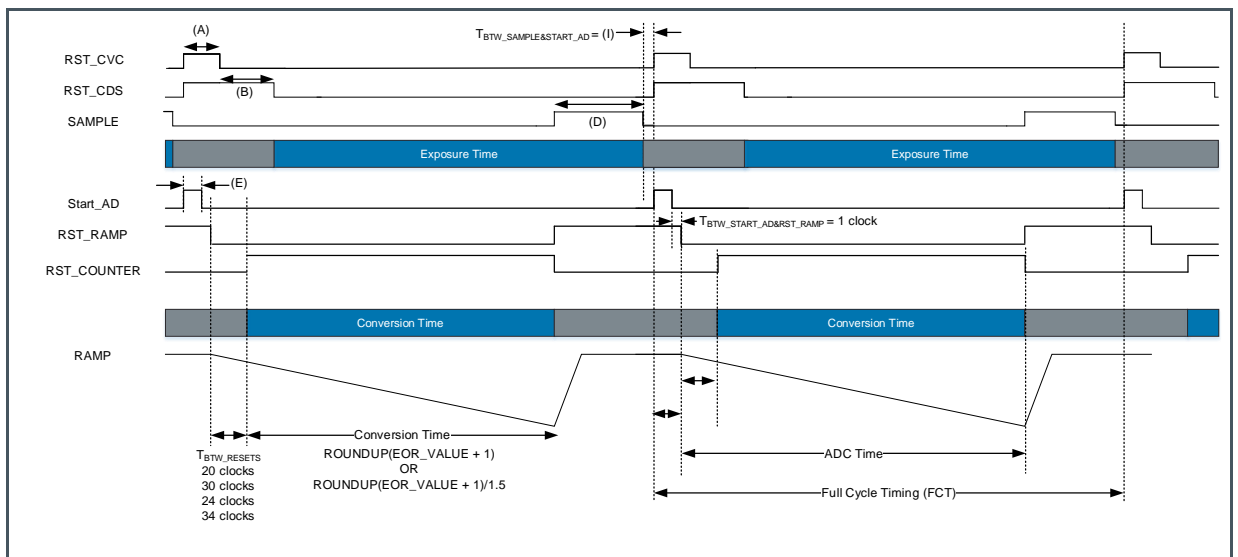 (A)
T_BTW_SAMPLE&START_AD = (I)
RST_CVC
RST_CDS
(B)
SAMPLE
(D)
Exposure Time
Exposure Time
(E)
Start_AD
T_BTW_START_AD&RST_RAMP = 1 clock
RST_RAMP
RST_COUNTER
Conversion Time
Conversion Time
RAMP
T_BTW_RESETS
20 clocks
30 clocks
24 clocks
34 clocks
Conversion Time
ROUNDUP(EOR_VALUE + 1)
OR
ROUNDUP(EOR_VALUE + 1)/1.5
ADC Time
Full Cycle Timing (FCT)